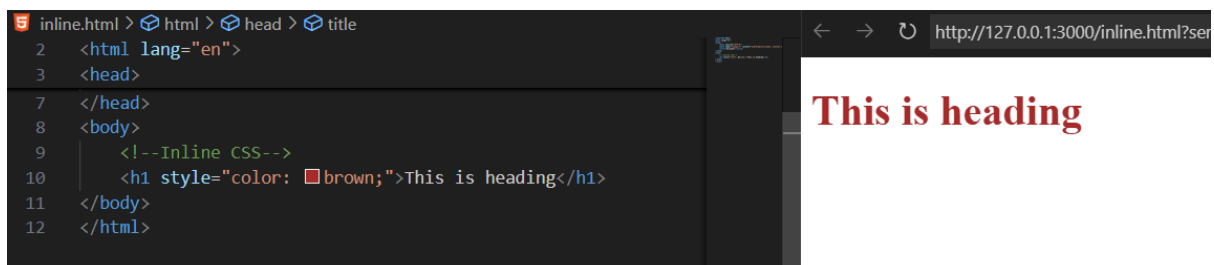 inline.html > html > head > title
2 <html lang="en">
3 <head>
7 </head>
8 <body>
9 <!--Inline CSS-->
10 <h1 style="color: brown;">This is heading</h1>
11 </body>
12 </html>
http://127.0.0.1:3000/inline.html?ser
This is heading